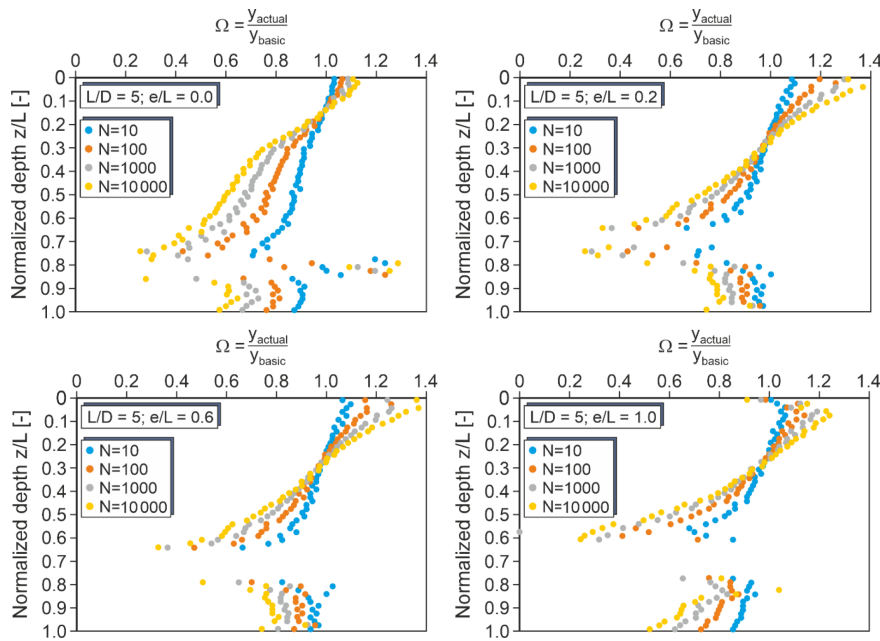 Ω = y_actual / y_basic
0 0.2 0.4 0.6 0.8 1.0 1.2 1.4
Normalized depth z/L [-]
0
0.1
0.2
0.3
0.4
0.5
0.6
0.7
0.8
0.9
1.0
L/D = 5; e/L = 0.0
N=10
N=100
N=1000
N=10 000
Ω = y_actual / y_basic
0 0.2 0.4 0.6 0.8 1.0 1.2 1.4
Normalized depth z/L [-]
0
0.1
0.2
0.3
0.4
0.5
0.6
0.7
0.8
0.9
1.0
L/D = 5; e/L = 0.2
N=10
N=100
N=1000
N=10 000
Ω = y_actual / y_basic
0 0.2 0.4 0.6 0.8 1.0 1.2 1.4
Normalized depth z/L [-]
0
0.1
0.2
0.3
0.4
0.5
0.6
0.7
0.8
0.9
1.0
L/D = 5; e/L = 0.6
N=10
N=100
N=1000
N=10 000
Ω = y_actual / y_basic
0 0.2 0.4 0.6 0.8 1.0 1.2 1.4
Normalized depth z/L [-]
0
0.1
0.2
0.3
0.4
0.5
0.6
0.7
0.8
0.9
1.0
L/D = 5; e/L = 1.0
N=10
N=100
N=1000
N=10 000